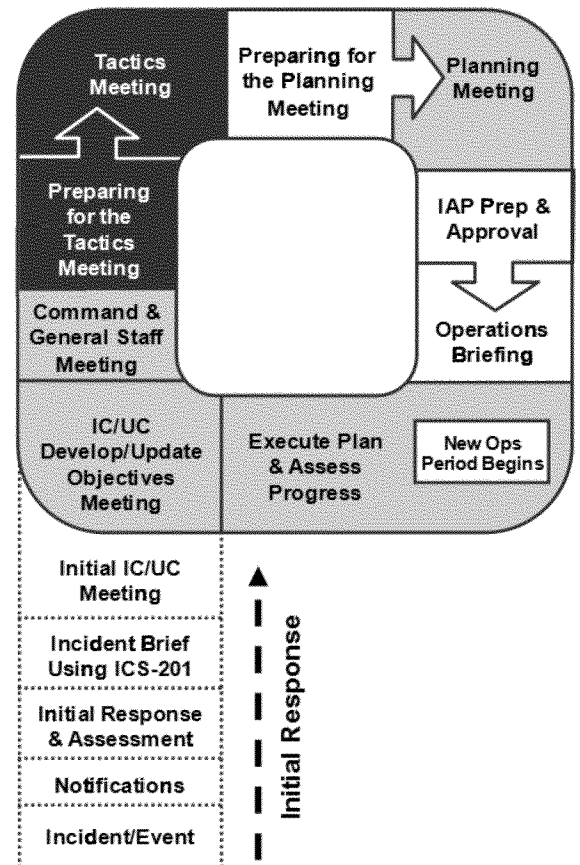 Tactics
Meeting
Preparing for
the Planning
Meeting
Planning
Meeting
Preparing
for the
Tactics
Meeting
IAP Prep &
Approval
Command &
General Staff
Meeting
Operations
Briefing
IC/UC
Develop/Update
Objectives
Meeting
Execute Plan
& Assess
Progress
New Ops
Period Begins
Initial IC/UC
Meeting
Incident Brief
Using ICS-201
Initial Response
& Assessment
Notifications
Incident/Event
Initial Response